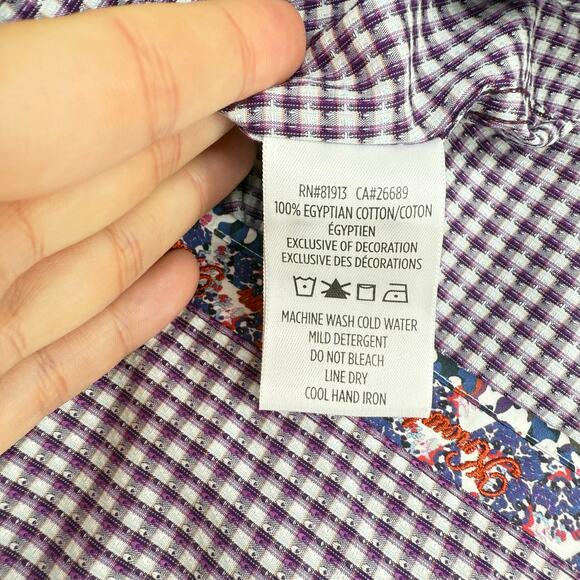 RN#81913 CA#26689
100% EGYPTIAN COTTON/COTON
ÉGYPTIEN
EXCLUSIVE OF DECORATION
EXCLUSIVE DES DÉCORATIONS
MACHINE WASH COLD WATER
MILD DETERGENT
DO NOT BLEACH
LINE DRY
COOL HAND IRON